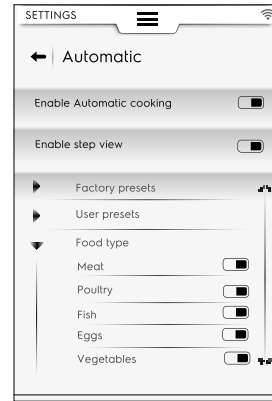 SETTINGS
Automatic
Enable Automatic cooking
Enable step view
Factory presets
User presets
Food type
Meat
Poultry
Fish
Eggs
Vegetables